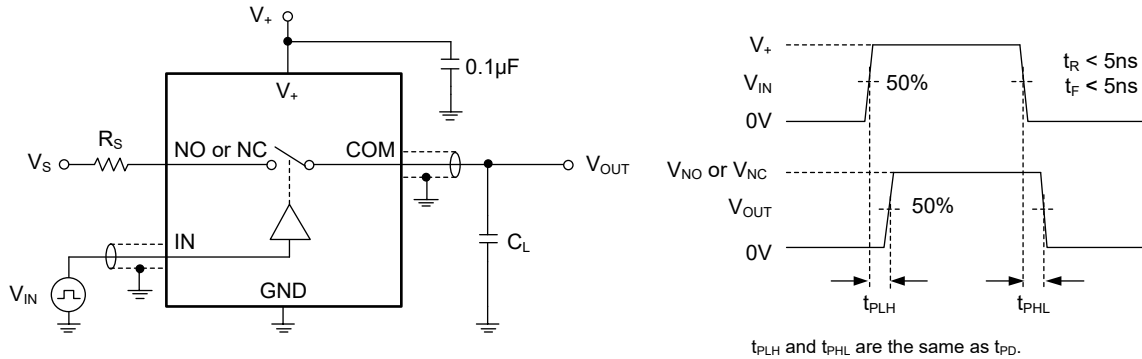 V+
0.1µF
V+
RS
VS
NO or NC
COM
VOUT
IN
CL
VIN
GND
V+
VIN
50%
0V
tR < 5ns
tF < 5ns
VNO or VNC
VOUT
50%
0V
tPLH
tPHL
tPLH and tPHL are the same as tPD.